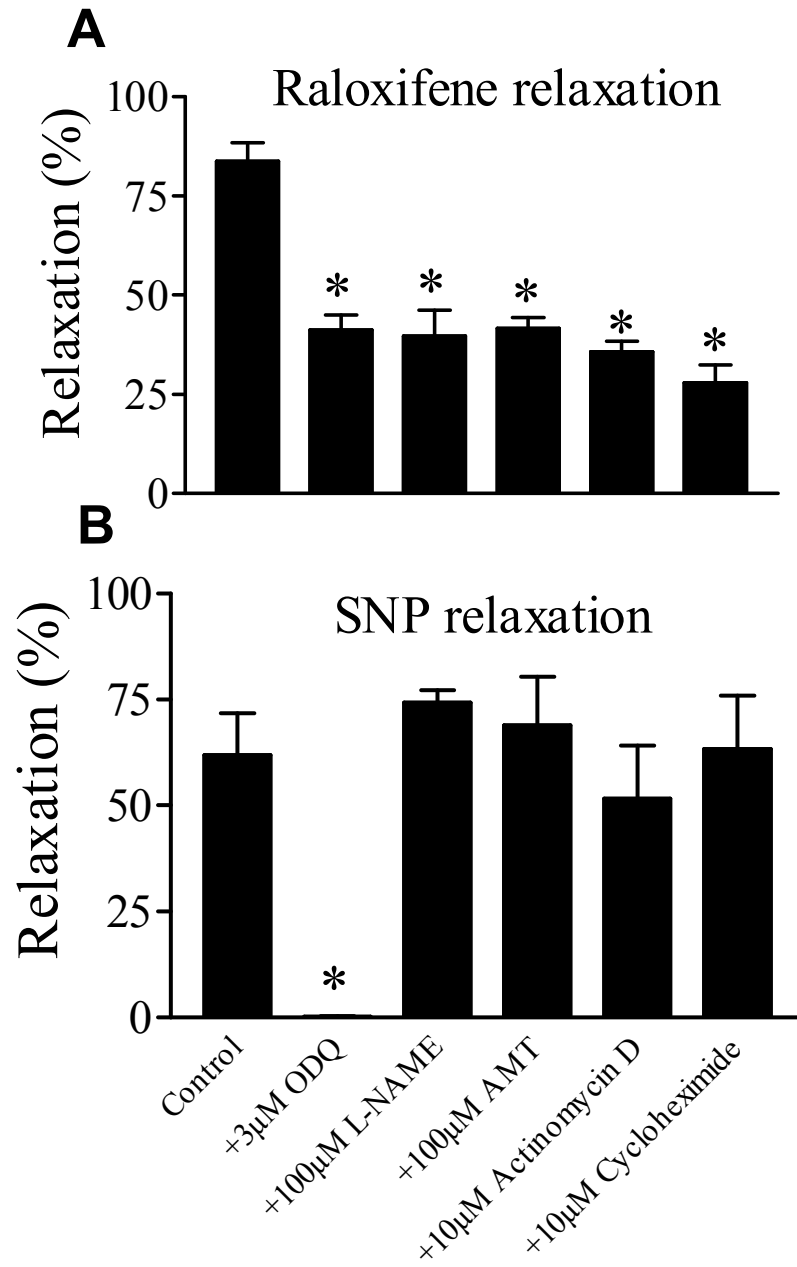 A
Raloxifene relaxation
Relaxation (%)
100
75
50
25
0
*
*
*
*
*
B
SNP relaxation
Relaxation (%)
100
75
50
25
0
*
Control
+3μM ODQ
+100μM L-NAME
+100μM AMT
+10μM Actinomycin D
+10μM Cycloheximide